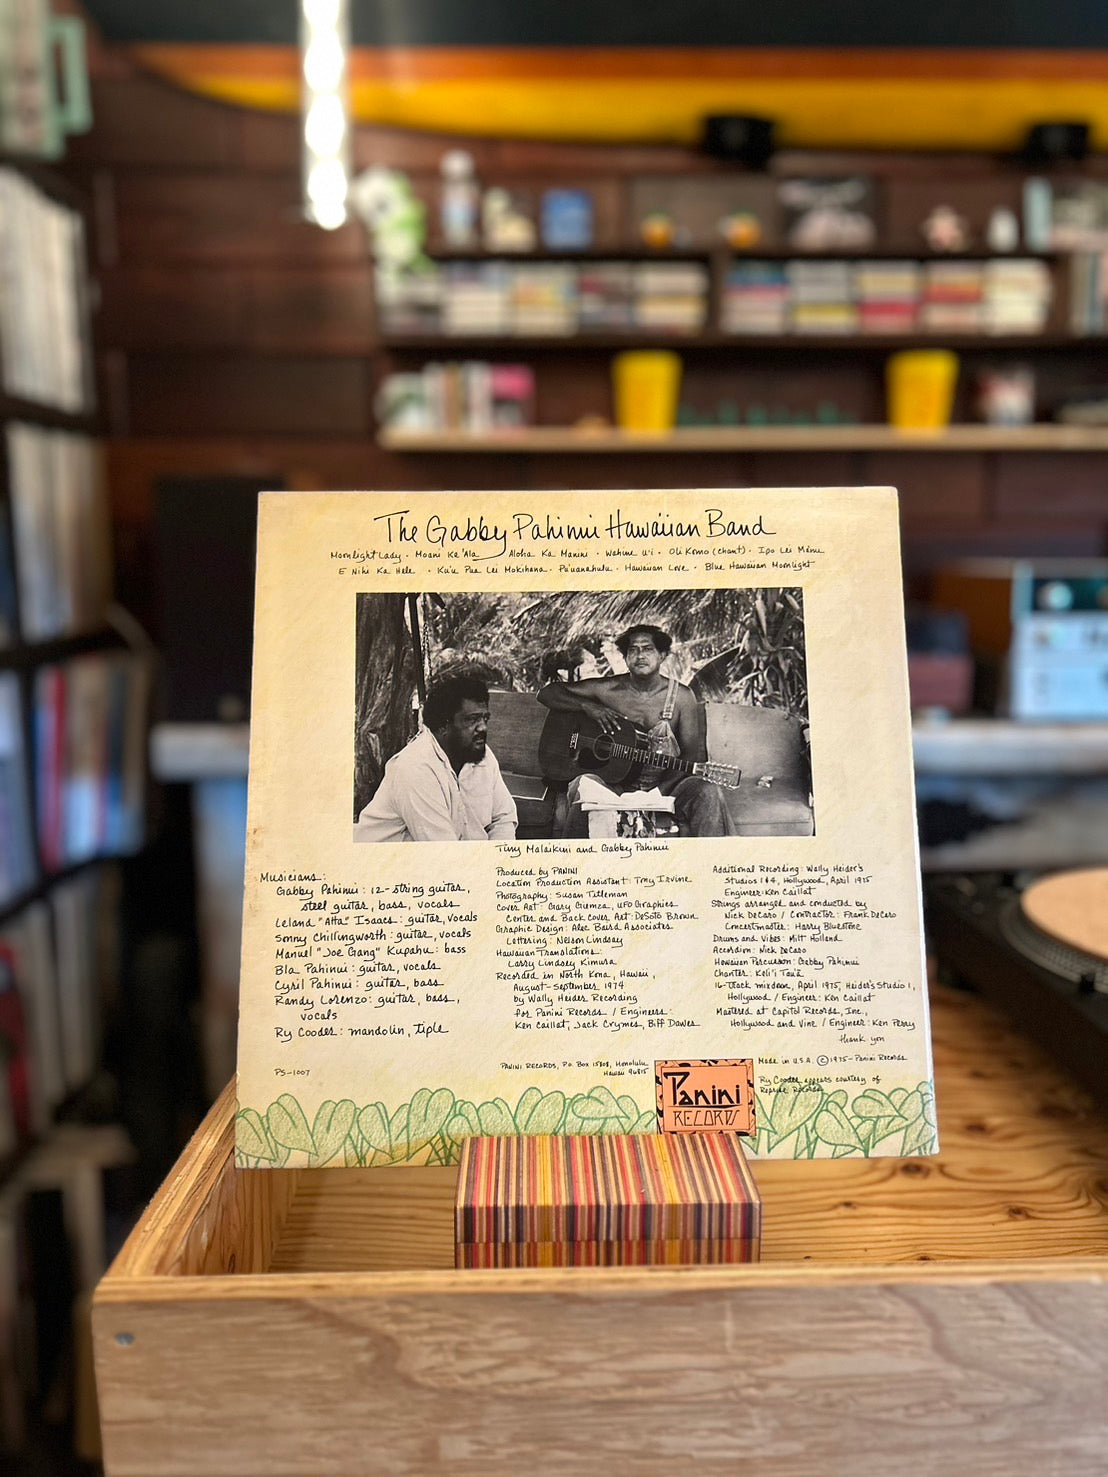 The Gabby Pahinui Hawaiian Band
Moonlight Lady · Moani Ke 'Ala Aloha Ka Manini · Wahine U'i · Oli Komo (chant) · Ipo Lei Manu
E Nihi Ka Hele · Ku'u Pua Lei Mokihana · Pu'uanahulu · Hawaiian Love · Blue Hawaiian Moonlight
Tiny Malaikini and Gabby Pahinui
Musicians:
Gabby Pahinui: 12-string guitar,
steel guitar, bass, vocals
Leland "Atta" Isaacs: guitar, vocals
Sonny Chillingworth: guitar, vocals
Manuel "Joe Gang" Kupahu: bass
Bla Pahinui: guitar, vocals
Cyril Pahinui: guitar, bass
Randy Lorenzo: guitar, bass,
vocals
Ry Cooder: mandolin, tiple
PS-1007
Produced by PANINI
Location Production Assistant: Tmy Irvine
Photography: Susan Titleman
Cover Art: Gary Grimza, UFO Graphics
Center and Back Cover Art: DeSoto Brown
Graphic Design: Alec Baird Associates
Lettering: Nelson Lindsay
Hawaiian Translations:
Larry Lindsey Kimura
Recorded in North Kona, Hawaii,
August-September 1974
by Wally Heider Recording
for Panini Records / Engineers:
Ken Caillat, Jack Crymes, Biff Dawes
PANINI RECORDS, P.O. Box 15808, Honolulu
Hawaii 96815
Additional Recording: Wally Heider's
Studios 1 & 4, Hollywood, April 1975
Engineer: Ken Caillat
Strings arranged and conducted by
Nick DeCaro / Contractor: Frank DeCaro
Concertmaster: Harry Bluestone
Drums and Vibes: Milt Holland
Accordion: Nick DeCaro
Hawaiian Percussion: Gabby Pahinui
Chanter: Keli'i Tau'ā
16-track mixdown, April 1975, Heider's Studio 1,
Hollywood / Engineer: Ken Caillat
Mastered at Capitol Records, Inc.,
Hollywood and Vine / Engineer: Ken Perry
thank you
Made in U.S.A. © 1975 - Panini Records
Ry Cooder appears courtesy of
Reprise Records
Panini
RECORDS